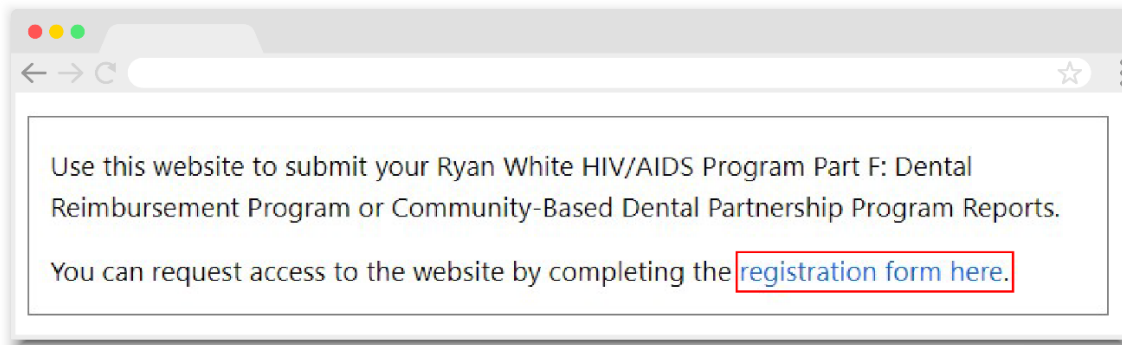 Use this website to submit your Ryan White HIV/AIDS Program Part F: Dental
Reimbursement Program or Community-Based Dental Partnership Program Reports.
You can request access to the website by completing the registration form here.